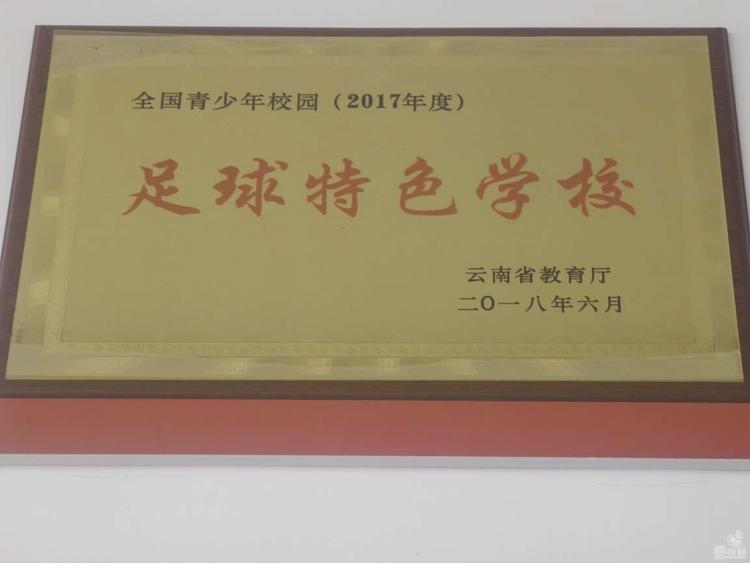 全国青少年校园（2017年度）
足球特色学校
云南省教育厅
二〇一八年六月